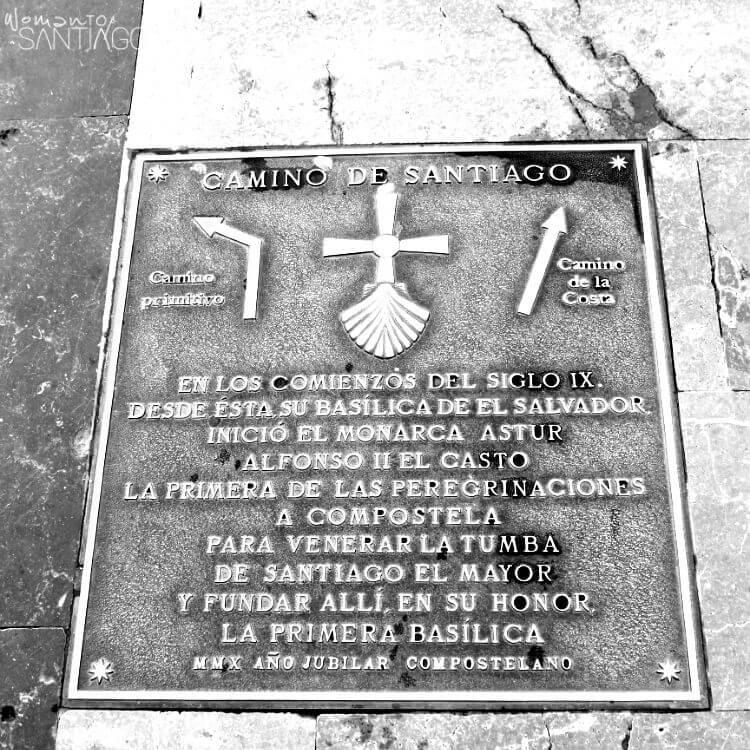 WomantoSANTIAGO
CAMINO DE SANTIAGO
Camino
primitivo
Camino
de la
Costa
EN LOS COMIENZOS DEL SIGLO IX.
DESDE ÉSTA, SU BASÍLICA DE EL SALVADOR,
INICIÓ EL MONARCA ASTUR
ALFONSO II EL CASTO
LA PRIMERA DE LAS PEREGRINACIONES
A COMPOSTELA
PARA VENERAR LA TUMBA
DE SANTIAGO EL MAYOR
Y FUNDAR ALLÍ, EN SU HONOR,
LA PRIMERA BASÍLICA
MMX AÑO JUBILAR COMPOSTELANO